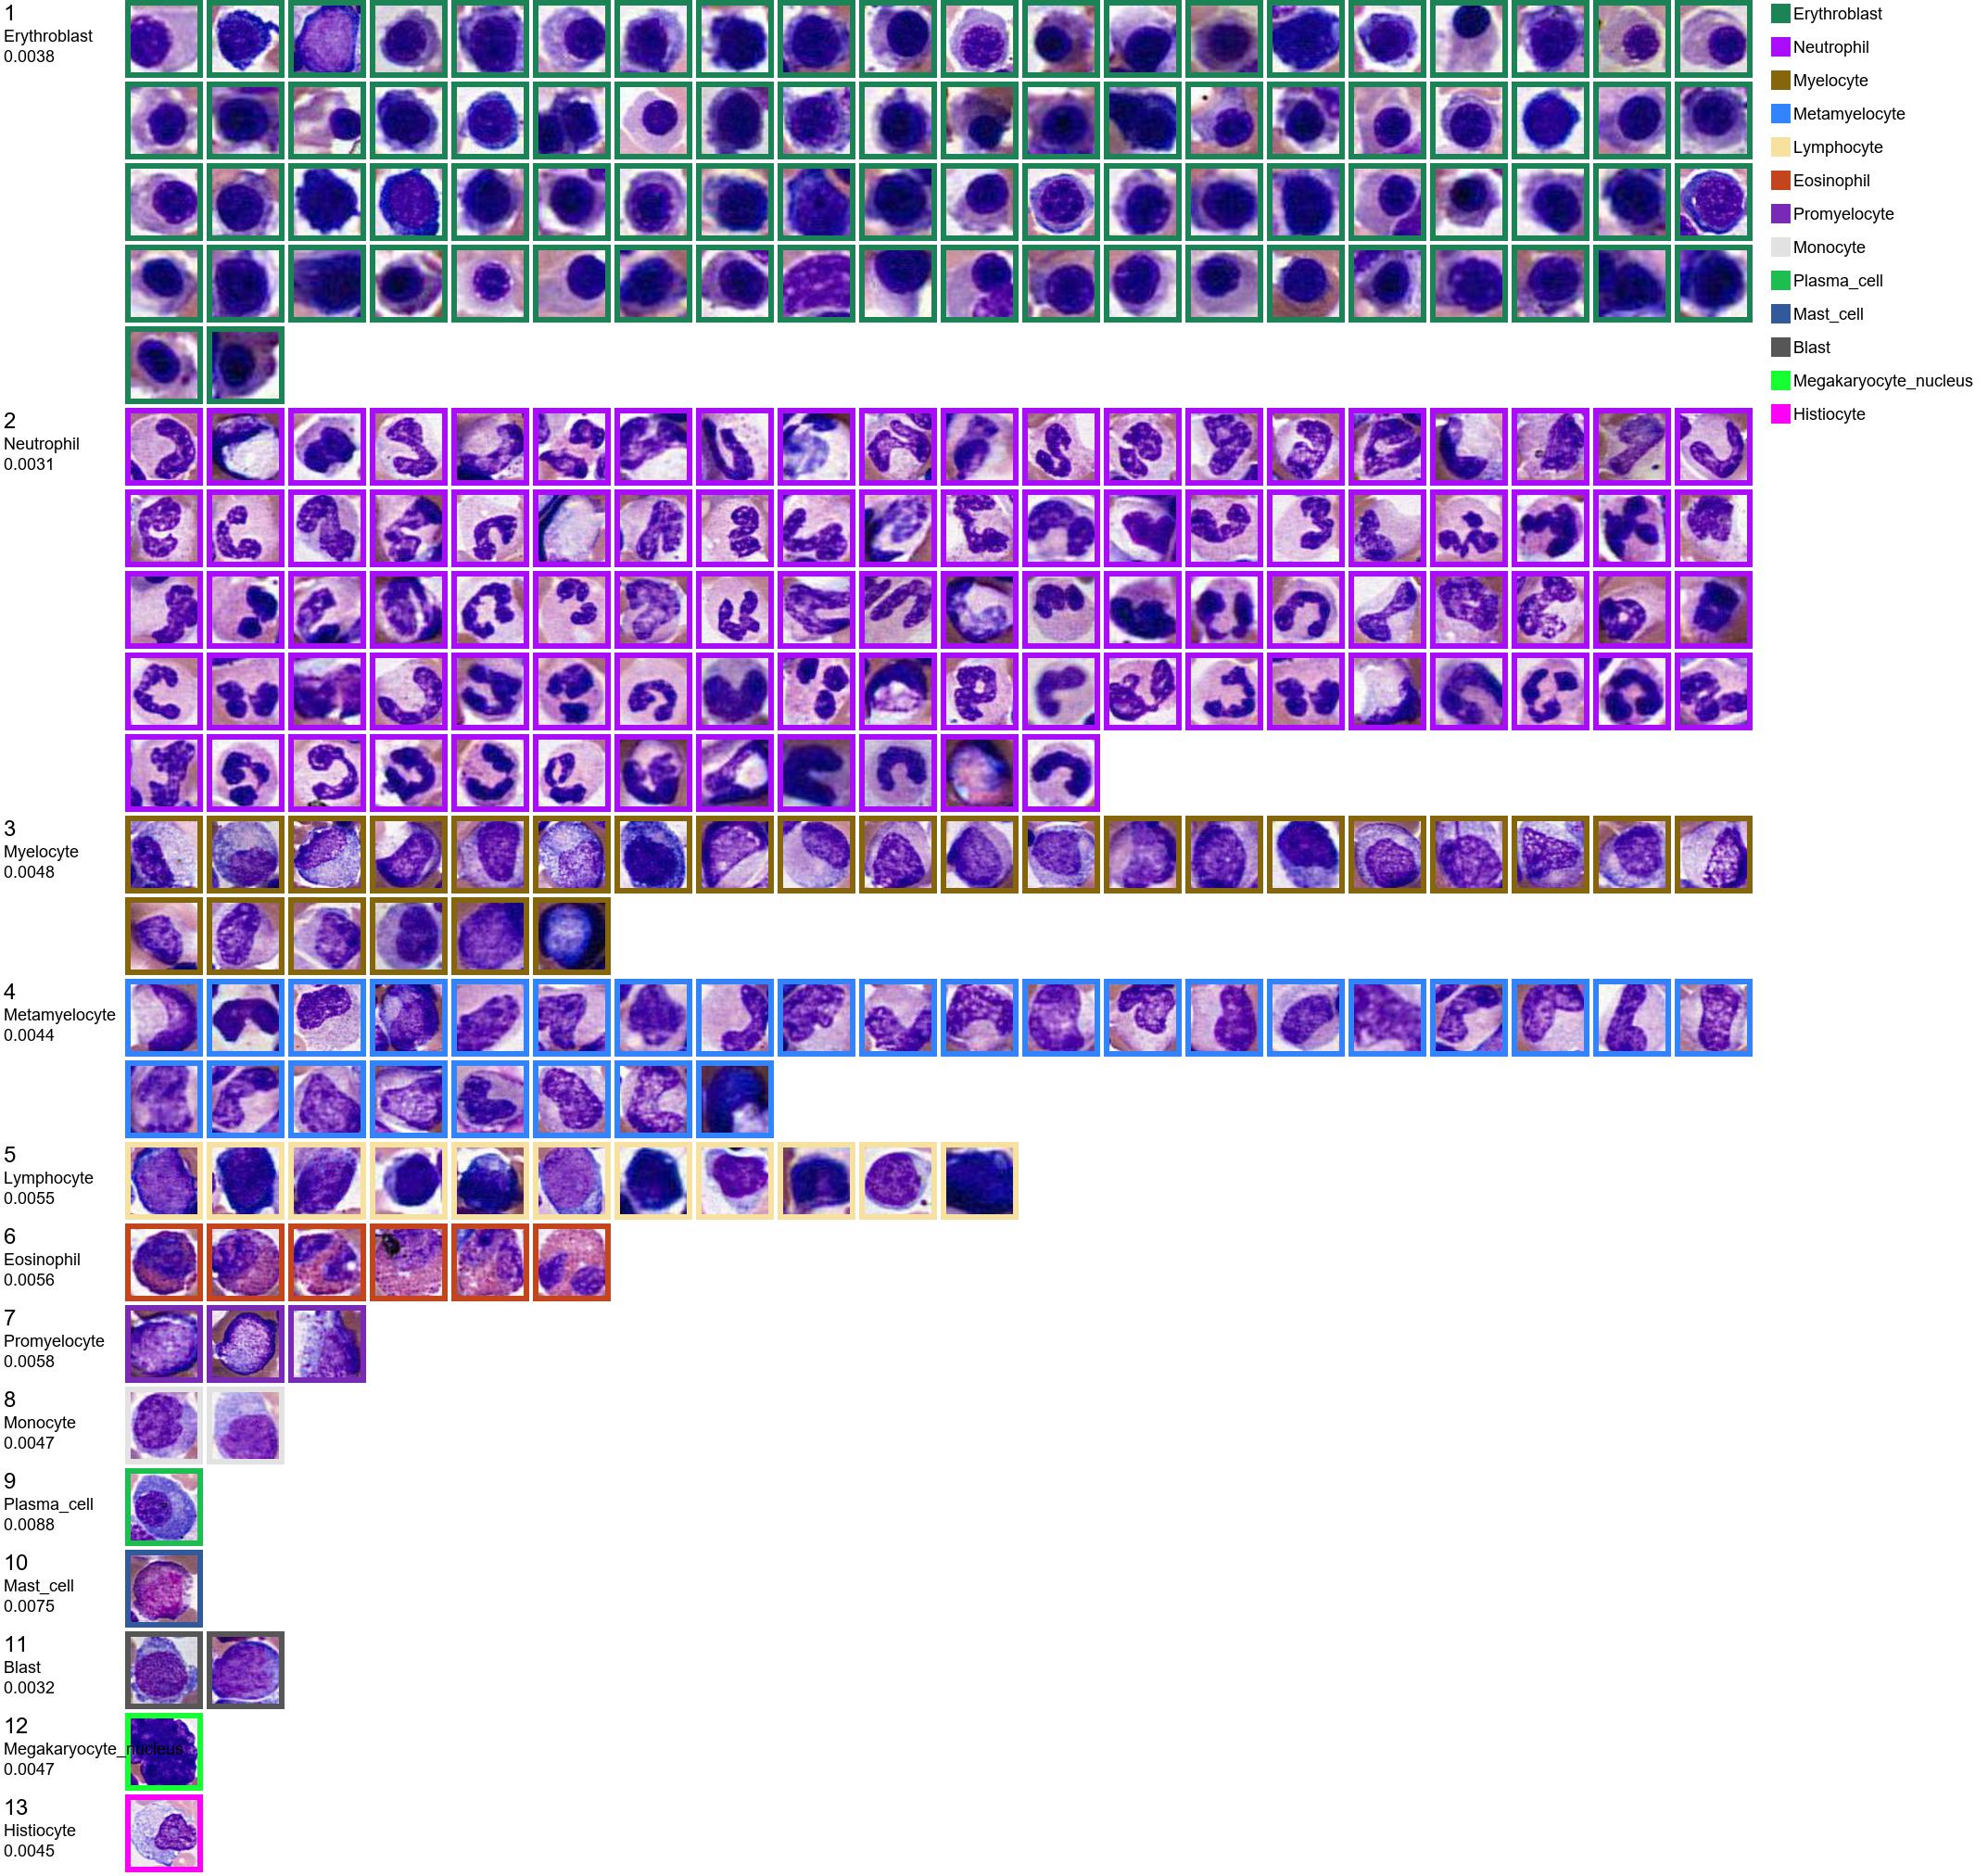 1
Erythroblast
0.0038
2
Neutrophil
0.0031
3
Myelocyte
0.0048
4
Metamyelocyte
0.0044
5
Lymphocyte
0.0055
6
Eosinophil
0.0056
7
Promyelocyte
0.0058
8
Monocyte
0.0047
9
Plasma_cell
0.0088
10
Mast_cell
0.0075
11
Blast
0.0032
12
Megakaryocyte_nucleus
0.0047
13
Histiocyte
0.0045
Erythroblast
Neutrophil
Myelocyte
Metamyelocyte
Lymphocyte
Eosinophil
Promyelocyte
Monocyte
Plasma_cell
Mast_cell
Blast
Megakaryocyte_nucleus
Histiocyte